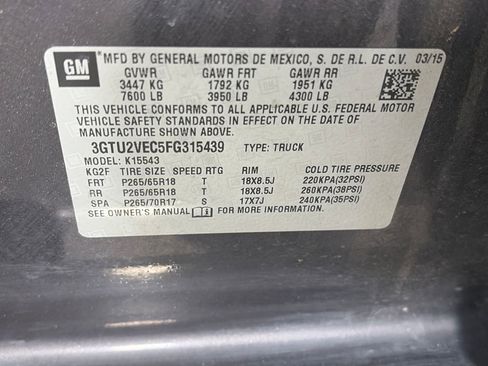 GM
MFD BY GENERAL MOTORS DE MEXICO, S. DE R.L. DE C.V. 03/15
GVWR GAWR FRT GAWR RR
3447 KG 1792 KG 1951 KG
7600 LB 3950 LB 4300 LB
THIS VEHICLE CONFORMS TO ALL APPLICABLE U.S. FEDERAL MOTOR
VEHICLE SAFETY STANDARDS IN EFFECT ON THE DATE OF
MANUFACTURE SHOWN ABOVE.
3GTU2VEC5FG315439 TYPE: TRUCK
MODEL: K15543
KG2F TIRE SIZE SPEED RTG RIM COLD TIRE PRESSURE
FRT P265/65R18 T 18X8.5J 220KPA(32PSI)
RR P265/65R18 T 18X8.5J 260KPA(38PSI)
SPA P265/70R17 S 17X7J 240KPA(35PSI)
SEE OWNER'S MANUAL FOR MORE INFORMATION.